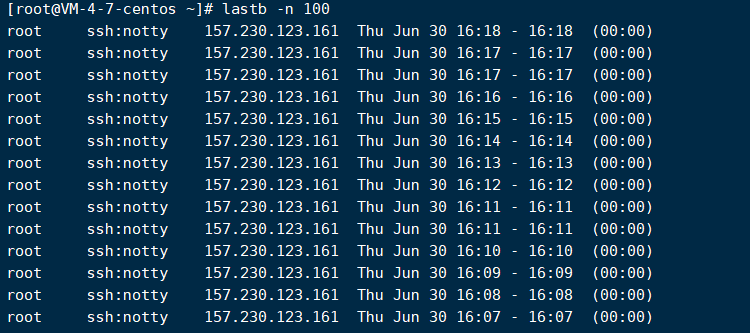 [root@VM-4-7-centos ~]# lastb -n 100
root     ssh:notty    157.230.123.161  Thu Jun 30 16:18 - 16:18  (00:00)
root     ssh:notty    157.230.123.161  Thu Jun 30 16:17 - 16:17  (00:00)
root     ssh:notty    157.230.123.161  Thu Jun 30 16:17 - 16:17  (00:00)
root     ssh:notty    157.230.123.161  Thu Jun 30 16:16 - 16:16  (00:00)
root     ssh:notty    157.230.123.161  Thu Jun 30 16:15 - 16:15  (00:00)
root     ssh:notty    157.230.123.161  Thu Jun 30 16:14 - 16:14  (00:00)
root     ssh:notty    157.230.123.161  Thu Jun 30 16:13 - 16:13  (00:00)
root     ssh:notty    157.230.123.161  Thu Jun 30 16:12 - 16:12  (00:00)
root     ssh:notty    157.230.123.161  Thu Jun 30 16:11 - 16:11  (00:00)
root     ssh:notty    157.230.123.161  Thu Jun 30 16:11 - 16:11  (00:00)
root     ssh:notty    157.230.123.161  Thu Jun 30 16:10 - 16:10  (00:00)
root     ssh:notty    157.230.123.161  Thu Jun 30 16:09 - 16:09  (00:00)
root     ssh:notty    157.230.123.161  Thu Jun 30 16:08 - 16:08  (00:00)
root     ssh:notty    157.230.123.161  Thu Jun 30 16:07 - 16:07  (00:00)